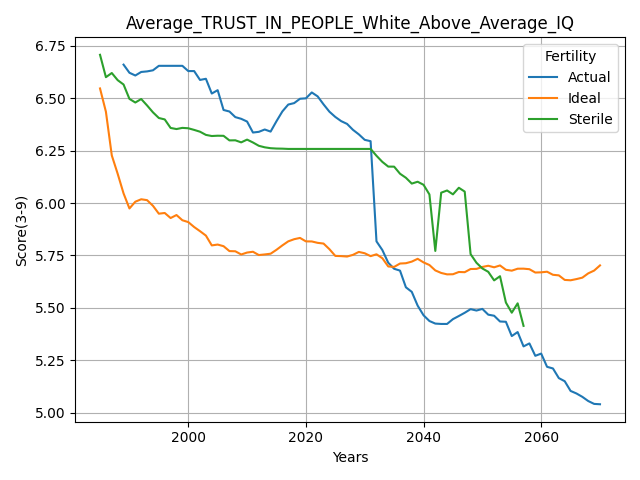 Average_TRUST_IN_PEOPLE_White_Above_Average_IQ
6.75
6.50
6.25
6.00
5.75
5.50
5.25
5.00
Score(3-9)
Fertility
Actual
Ideal
Sterile
2000
2020
2040
2060
Years